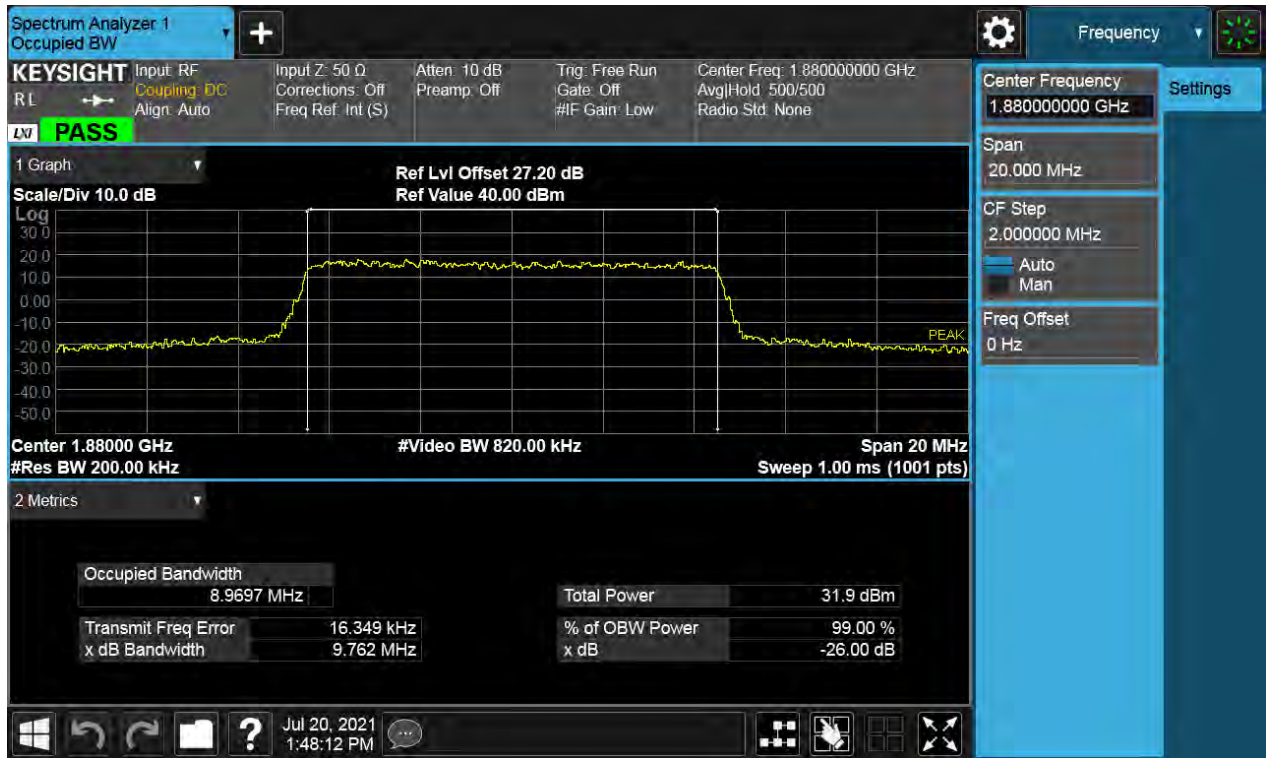 Spectrum Analyzer 1
Occupied BW
Frequency
KEYSIGHT
RL
LXI
PASS
Input: RF
Coupling: DC
Align: Auto
Input Z: 50 Ω
Corrections: Off
Freq Ref: Int (S)
Atten: 10 dB
Preamp: Off
Trig: Free Run
Gate: Off
#IF Gain: Low
Center Freq: 1.880000000 GHz
Avg|Hold: 500/500
Radio Std: None
Center Frequency
1.880000000 GHz
Settings
Span
20.000 MHz
CF Step
2.000000 MHz
Auto
Man
Freq Offset
0 Hz
1 Graph
Scale/Div 10.0 dB
Ref Lvl Offset 27.20 dB
Ref Value 40.00 dBm
Log
30.0
20.0
10.0
0.00
-10.0
-20.0
-30.0
-40.0
-50.0
PEAK
Center 1.88000 GHz
#Video BW 820.00 kHz
Span 20 MHz
#Res BW 200.00 kHz
Sweep 1.00 ms (1001 pts)
2 Metrics
Occupied Bandwidth
8.9697 MHz
Total Power 31.9 dBm
Transmit Freq Error 16.349 kHz
% of OBW Power 99.00 %
x dB Bandwidth 9.762 MHz
x dB -26.00 dB
?
Jul 20, 2021
1:48:12 PM